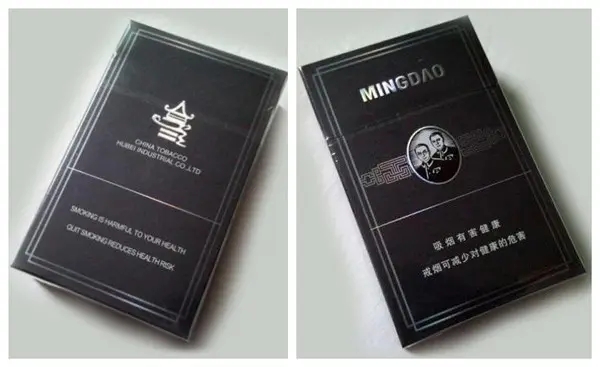 CHINA TOBACCO
HUBEI INDUSTRIAL CO.,LTD
SMOKING IS HARMFUL TO YOUR HEALTH
QUIT SMOKING REDUCES HEALTH RISK
MINGDAO
吸烟有害健康
戒烟可减少对健康的危害